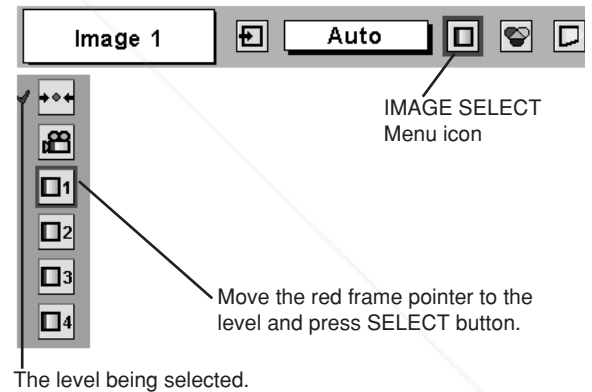 Image 1
Auto
IMAGE SELECT
Menu icon
1
2
3
4
Move the red frame pointer to the
level and press SELECT button.
The level being selected.